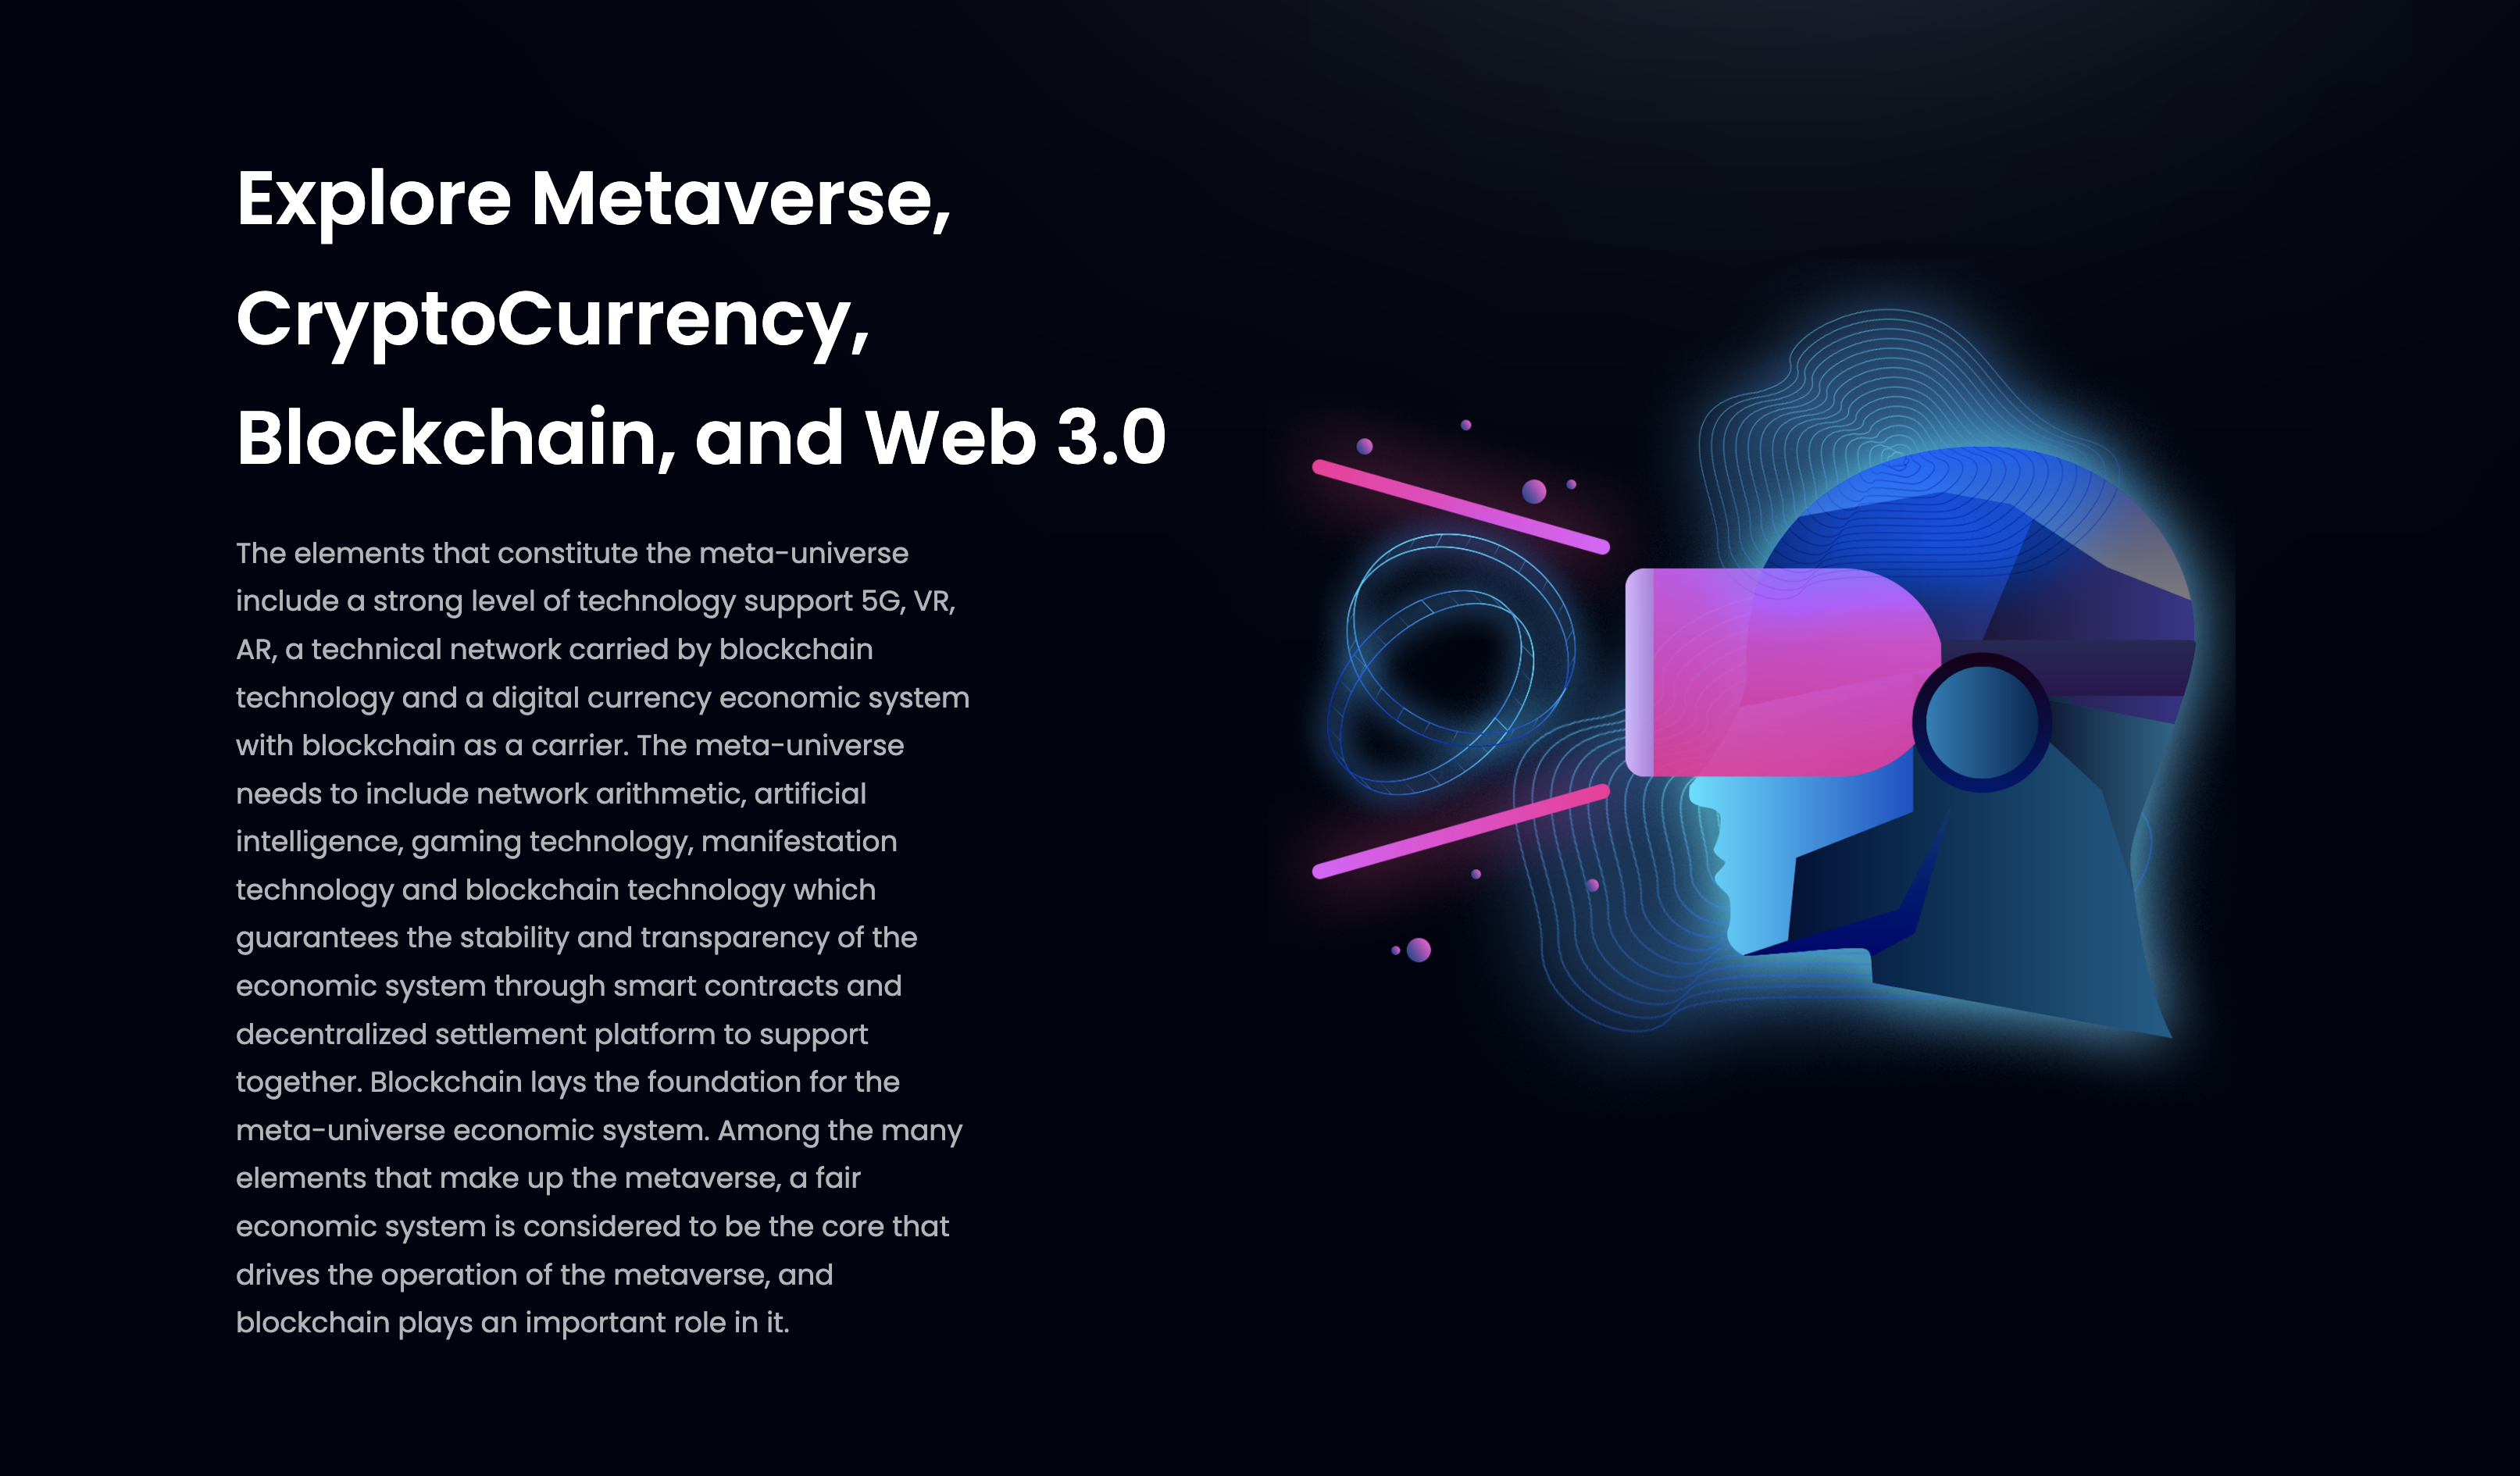 Explore Metaverse,
CryptoCurrency,
Blockchain, and Web 3.0
The elements that constitute the meta-universe
include a strong level of technology support 5G, VR,
AR, a technical network carried by blockchain
technology and a digital currency economic system
with blockchain as a carrier. The meta-universe
needs to include network arithmetic, artificial
intelligence, gaming technology, manifestation
technology and blockchain technology which
guarantees the stability and transparency of the
economic system through smart contracts and
decentralized settlement platform to support
together. Blockchain lays the foundation for the
meta-universe economic system. Among the many
elements that make up the metaverse, a fair
economic system is considered to be the core that
drives the operation of the metaverse, and
blockchain plays an important role in it.